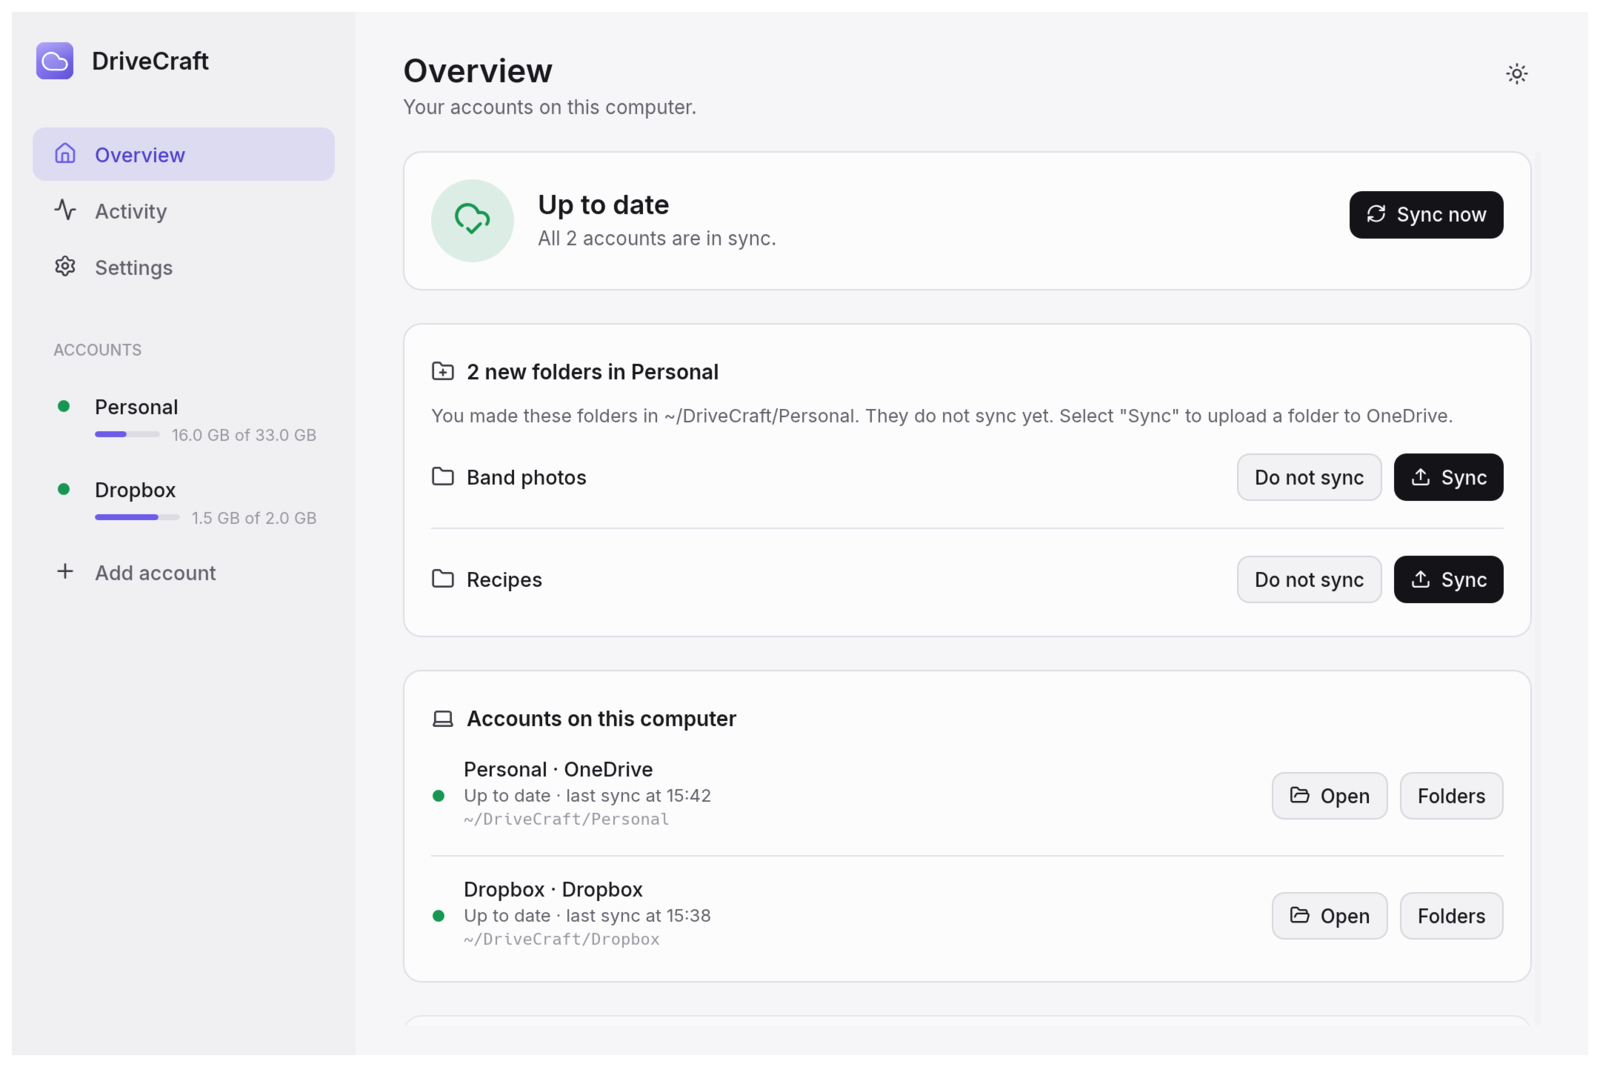 DriveCraft
Overview
Activity
Settings
ACCOUNTS
Personal
16.0 GB of 33.0 GB
Dropbox
1.5 GB of 2.0 GB
Add account
Overview
Your accounts on this computer.
Up to date
All 2 accounts are in sync.
Sync now
2 new folders in Personal
You made these folders in ~/DriveCraft/Personal. They do not sync yet. Select "Sync" to upload a folder to OneDrive.
Band photos
Do not sync
Sync
Recipes
Do not sync
Sync
Accounts on this computer
Personal · OneDrive
Up to date · last sync at 15:42
~/DriveCraft/Personal
Open
Folders
Dropbox · Dropbox
Up to date · last sync at 15:38
~/DriveCraft/Dropbox
Open
Folders